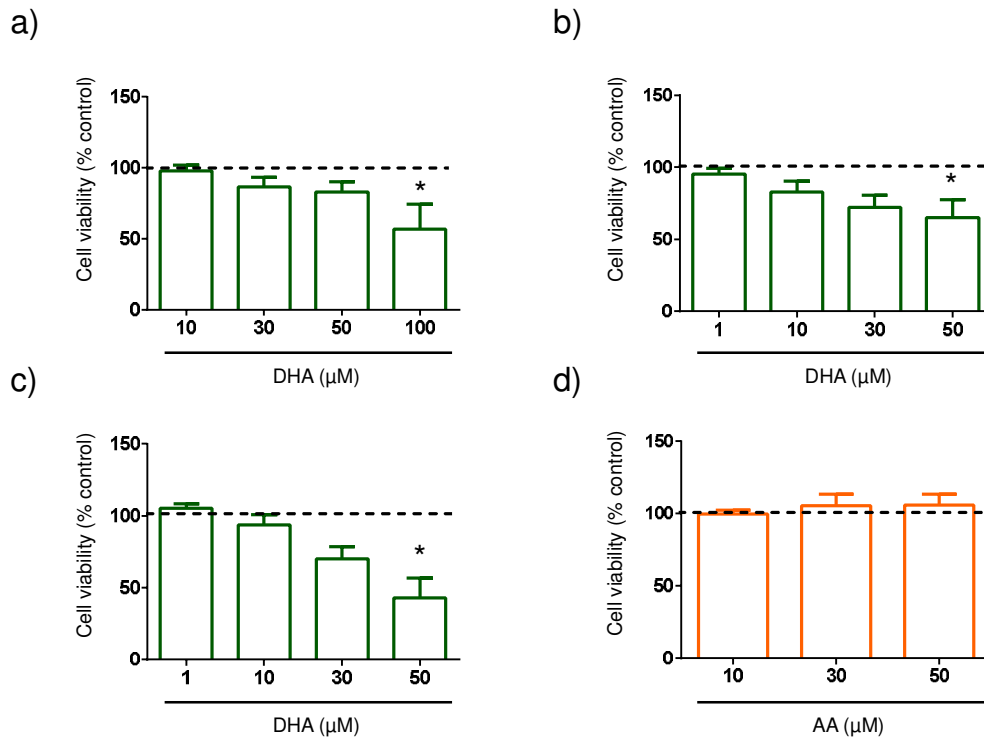 a)
Cell viability (% control)
150
100
50
0
*
10 30 50 100
DHA (µM)
b)
Cell viability (% control)
150
100
50
0
*
1 10 30 50
DHA (µM)
c)
Cell viability (% control)
150
100
50
0
*
1 10 30 50
DHA (µM)
d)
Cell viability (% control)
150
100
50
0
10 30 50
AA (µM)